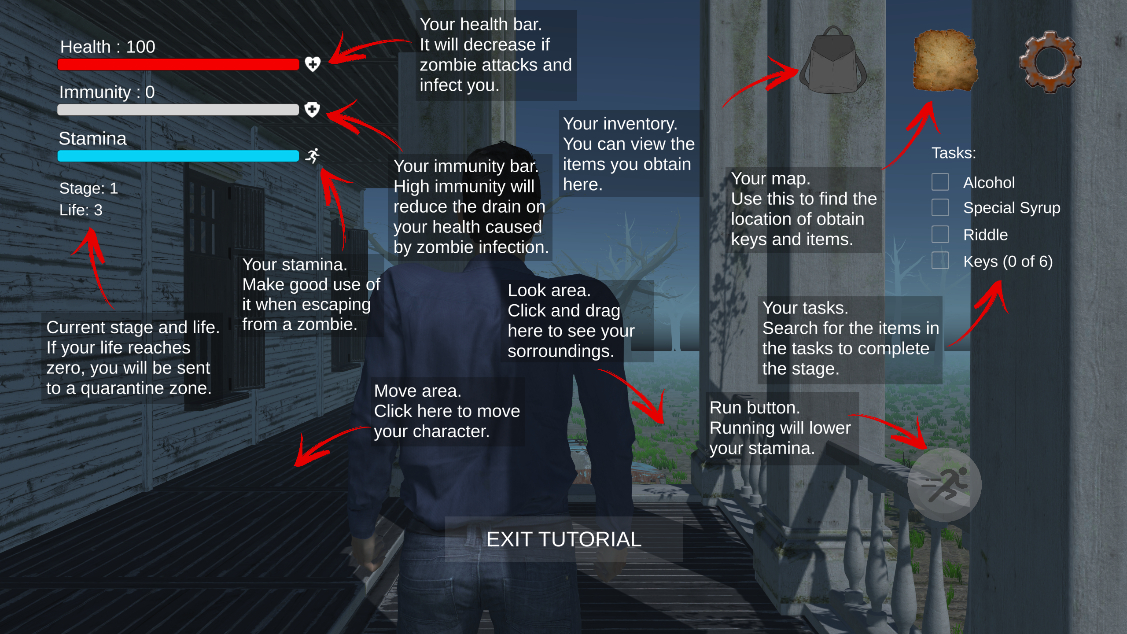 Health : 100
Immunity : 0
Stamina
Stage: 1
Life: 3
Your health bar.
It will decrease if
zombie attacks and
infect you.
Your immunity bar.
High immunity will
reduce the drain on
your health caused
by zombie infection.
Your stamina.
Make good use of
it when escaping
from a zombie.
Current stage and life.
If your life reaches
zero, you will be sent
to a quarantine zone.
Your inventory.
You can view the
items you obtain
here.
Your map.
Use this to find the
location of obtain
keys and items.
Tasks:
Alcohol
Special Syrup
Riddle
Keys (0 of 6)
Look area.
Click and drag
here to see your
sorroundings.
Your tasks.
Search for the items in
the tasks to complete
the stage.
Move area.
Click here to move
your character.
Run button.
Running will lower
your stamina.
EXIT TUTORIAL